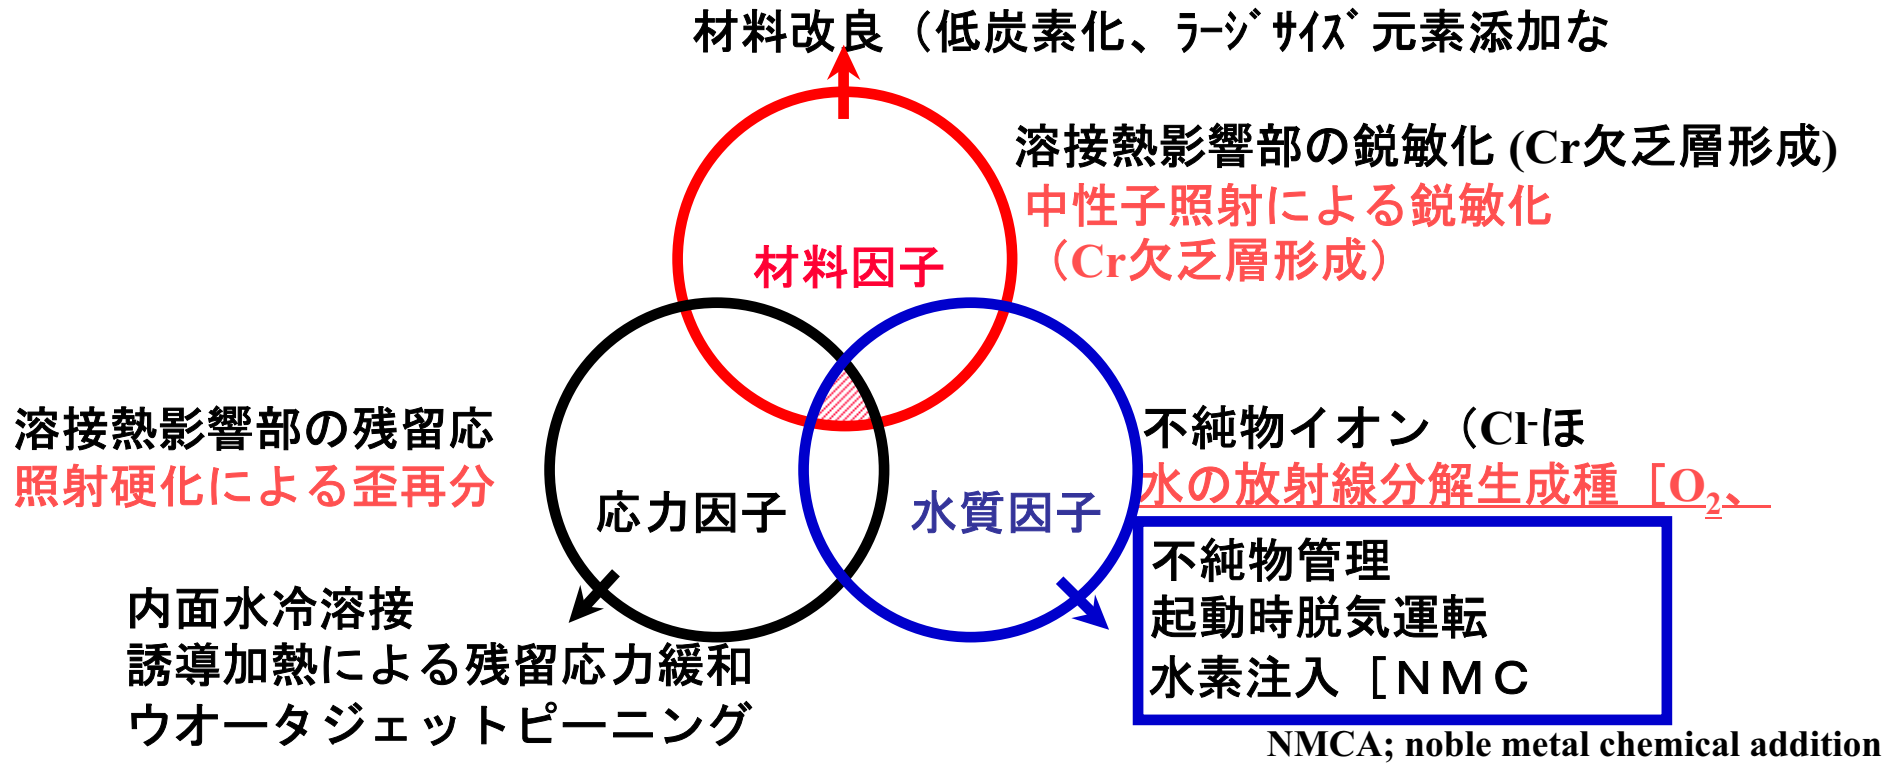 材料改良（低炭素化、ﾗｰｼﾞｻｲｽﾞ元素添加な
溶接熱影響部の鋭敏化 (Cr欠乏層形成)
中性子照射による鋭敏化
（Cr欠乏層形成）
材料因子
溶接熱影響部の残留応
照射硬化による歪再分
応力因子
水質因子
不純物イオン（Cl-ほ
水の放射線分解生成種［O2、
不純物管理
起動時脱気運転
水素注入［ＮＭＣ
内面水冷溶接
誘導加熱による残留応力緩和
ウオータジェットピーニング
NMCA; noble metal chemical addition